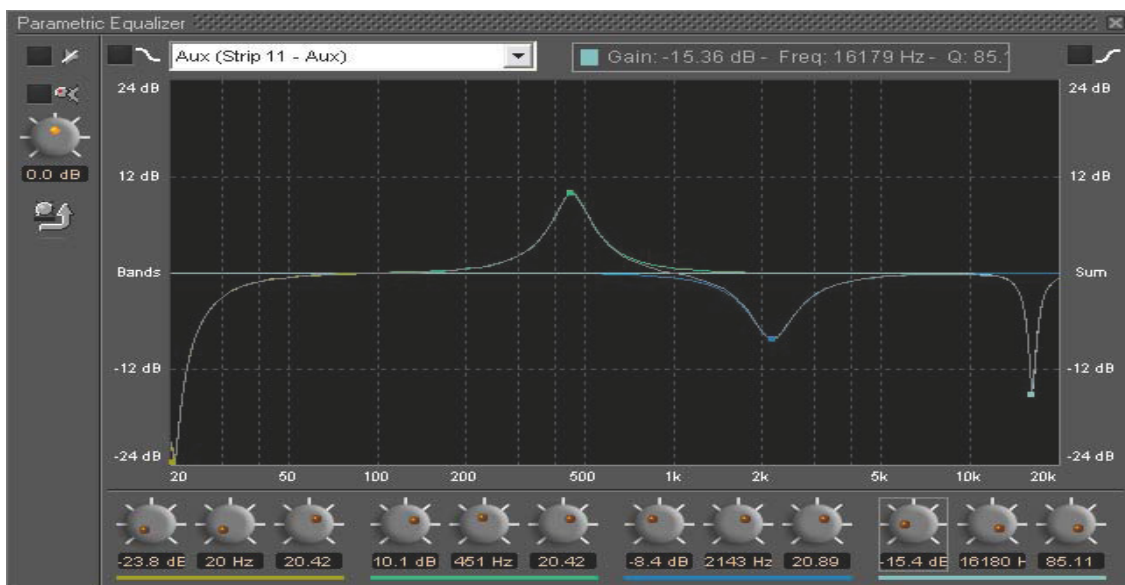 Parametric Equalizer
Aux (Strip 11 - Aux)
Gain: -15.36 dB - Freq: 16179 Hz - Q: 85.
24 dB 24 dB
12 dB 12 dB
0.0 dB
Bands Sum
-12 dB -12 dB
-24 dB -24 dB
20 50 100 200 500 1k 2k 5k 10k 20k
-23.8 dB 20 Hz 20.42 10.1 dB 451 Hz 20.42 -8.4 dB 2143 Hz 20.89 -15.4 dB 16180 H 85.11